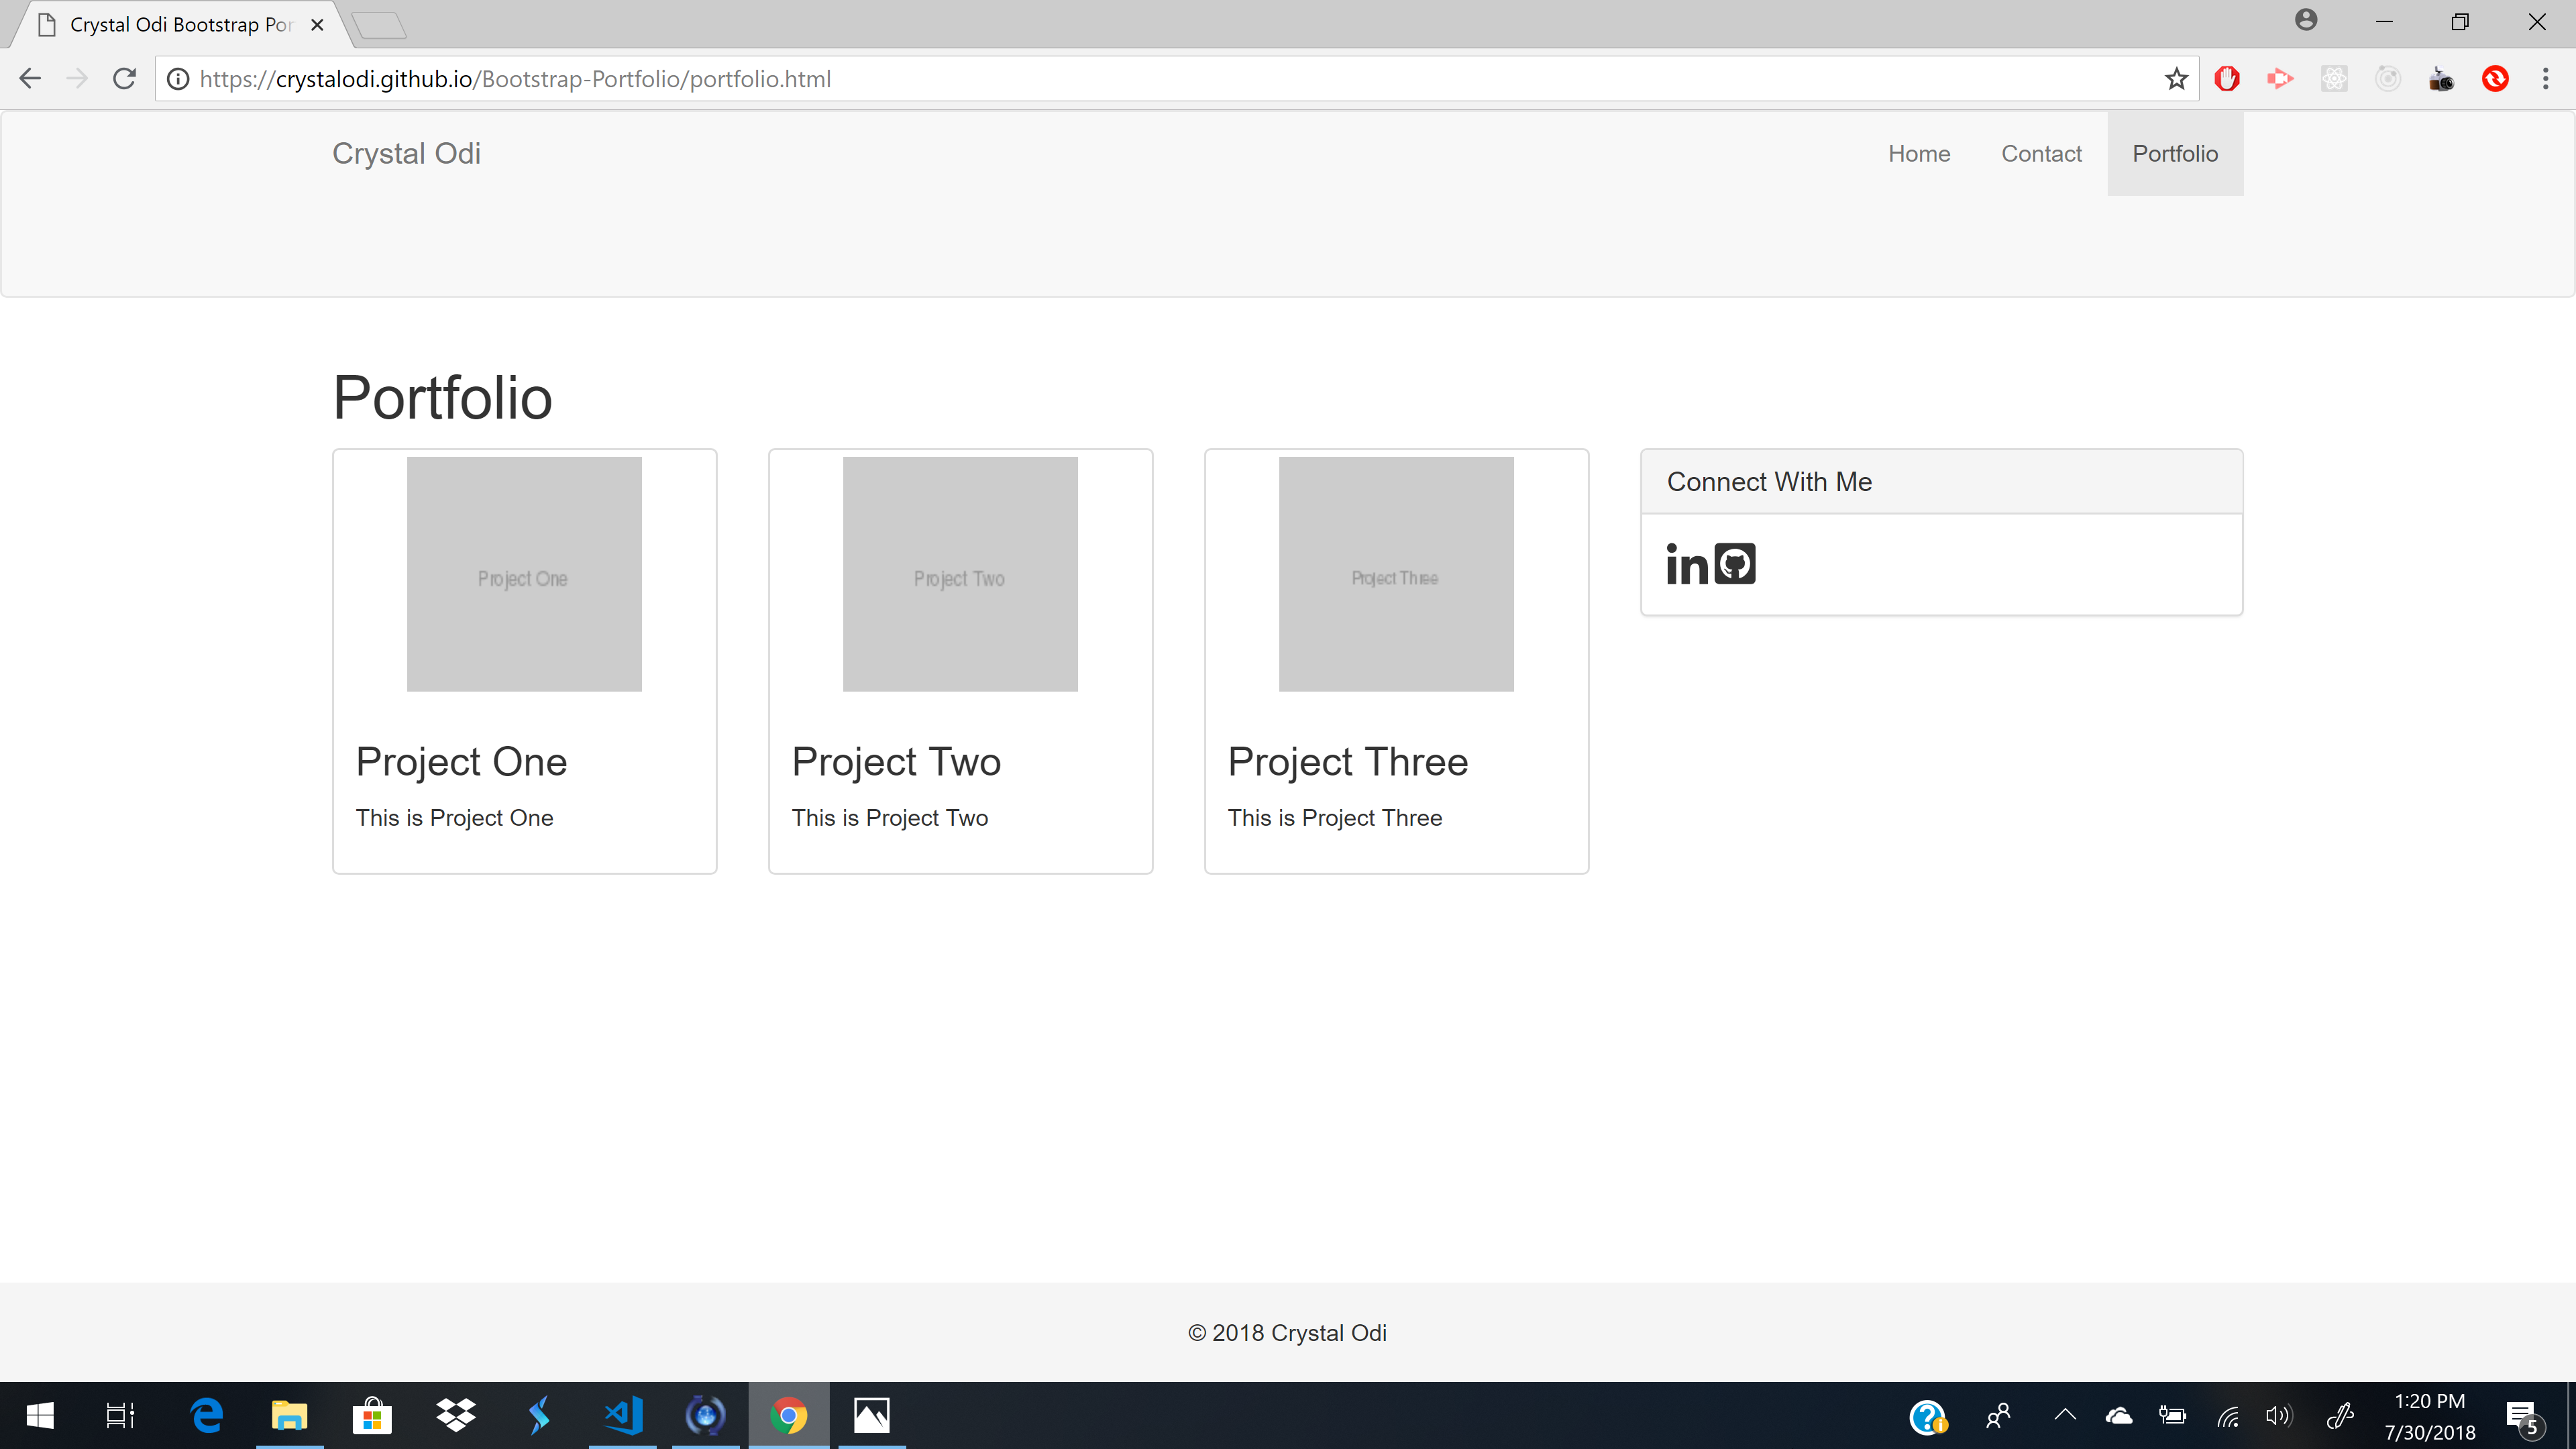 Crystal Odi Bootstrap Por
https://crystalodi.github.io/Bootstrap-Portfolio/portfolio.html
Crystal Odi
Home Contact Portfolio
Portfolio
Project One
Project Two
Project Three
Connect With Me
in
Project One
Project Two
Project Three
This is Project One
This is Project Two
This is Project Three
© 2018 Crystal Odi
1:20 PM
7/30/2018
5